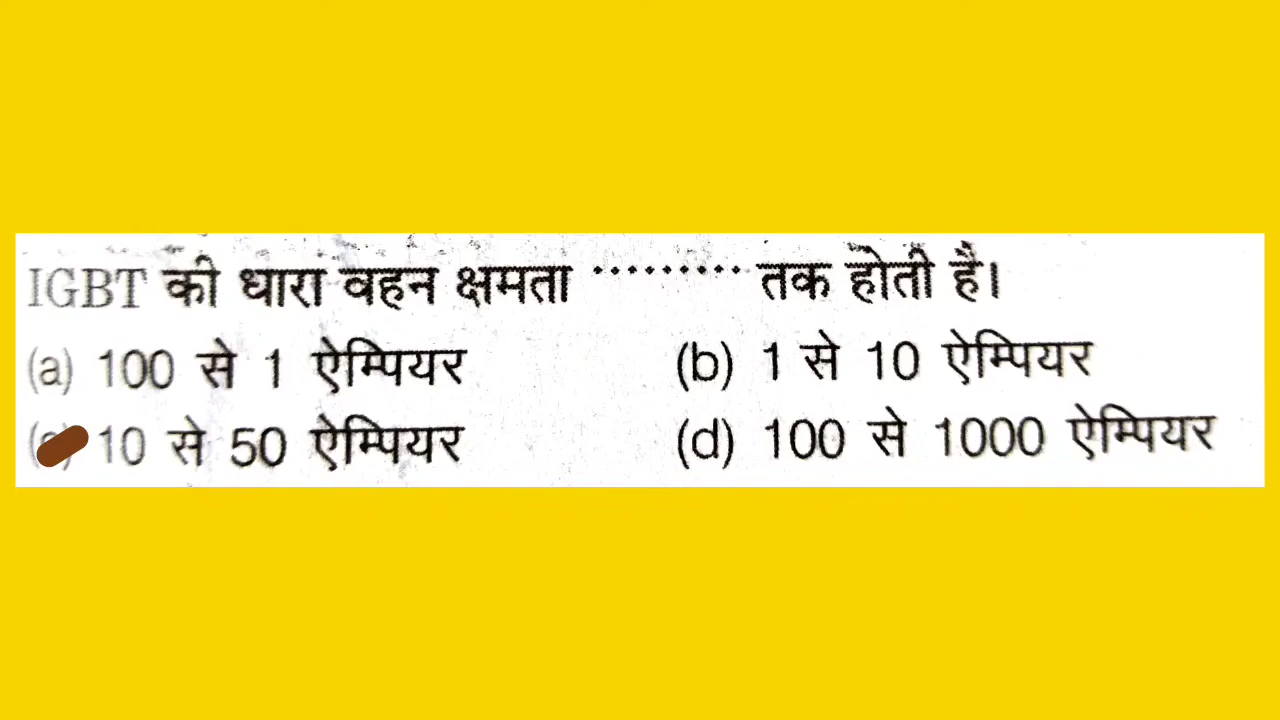 IGBT की धारा वहन क्षमता ......... तक होती है।
(a) 100 से 1 ऐम्पियर (b) 1 से 10 ऐम्पियर
(c) 10 से 50 ऐम्पियर (d) 100 से 1000 ऐम्पियर